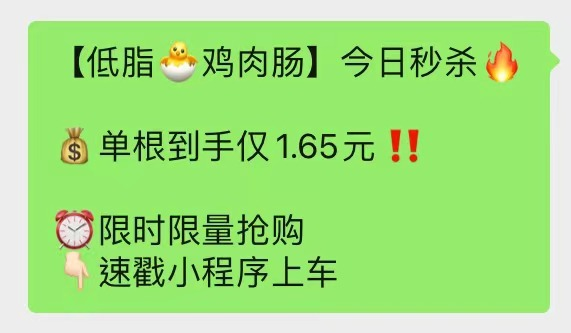 【低脂🐣鸡肉肠】今日秒杀🔥
💰单根到手仅1.65元‼️
⏰限时限量抢购
👇🏻速戳小程序上车